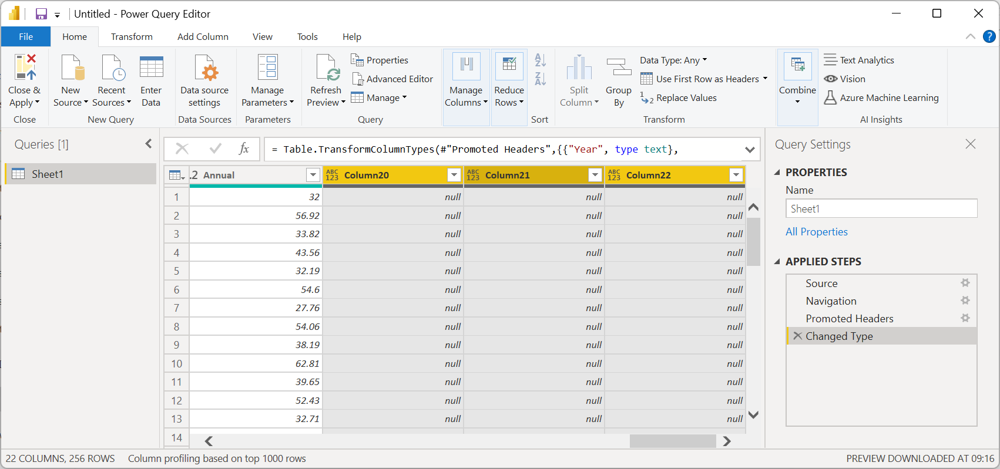 Untitled - Power Query Editor
File Home Transform Add Column View Tools Help
Close & Apply
New Source
Recent Sources
Enter Data
Data source settings
Manage Parameters
Refresh Preview
Properties
Advanced Editor
Manage
Manage Columns
Reduce Rows
Split Column
Group By
Data Type: Any
Use First Row as Headers
1 2 Replace Values
Combine
Text Analytics
Vision
Azure Machine Learning
Close New Query Data Sources Parameters Query Sort Transform AI Insights
Queries [1]
Sheet1
fx = Table.TransformColumnTypes(#"Promoted Headers",{{"Year", type text},
.2 Annual ABC 123 Column20 ABC 123 Column21 ABC 123 Column22
1 32 null null null
2 56.92 null null null
3 33.82 null null null
4 43.56 null null null
5 32.19 null null null
6 54.6 null null null
7 27.76 null null null
8 54.06 null null null
9 38.19 null null null
10 62.81 null null null
11 39.65 null null null
12 52.43 null null null
13 32.71 null null null
14
Query Settings
PROPERTIES
Name
Sheet1
All Properties
APPLIED STEPS
Source
Navigation
Promoted Headers
Changed Type
22 COLUMNS, 256 ROWS Column profiling based on top 1000 rows PREVIEW DOWNLOADED AT 09:16